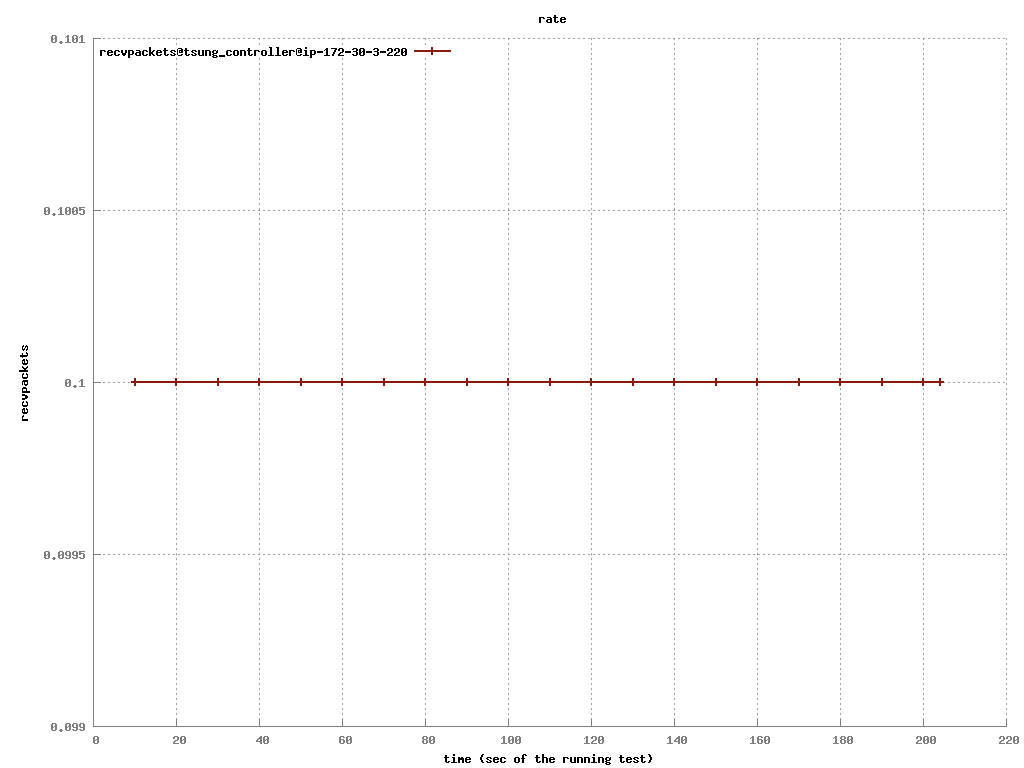 rate
0.101
recvpackets@tsung_controller@ip-172-30-3-220
0.1005
recvpackets
0.1
0.0995
0.099
0 20 40 60 80 100 120 140 160 180 200 220
time (sec of the running test)